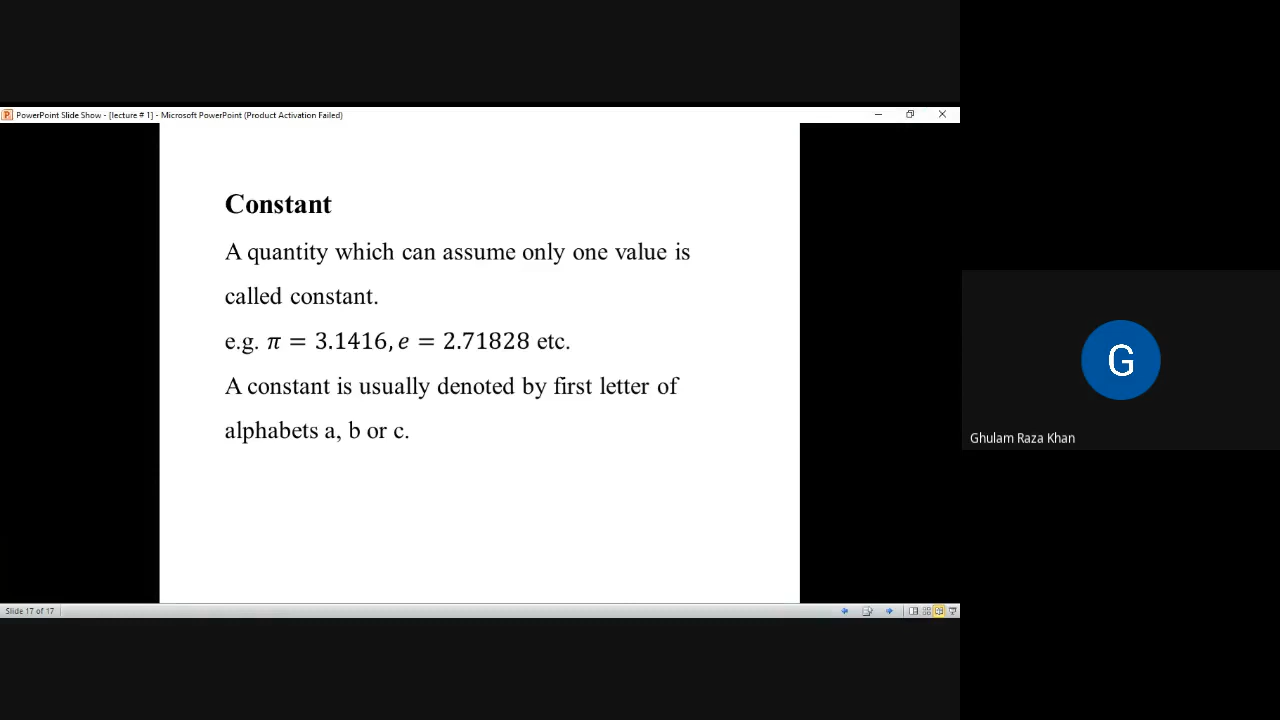 PowerPoint Slide Show - [lecture # 1] - Microsoft PowerPoint (Product Activation Failed)
Constant
A quantity which can assume only one value is
called constant.
e.g. 𝜋 = 3.1416, 𝑒 = 2.71828 etc.
A constant is usually denoted by first letter of
alphabets a, b or c.
G
Ghulam Raza Khan
Slide 17 of 17